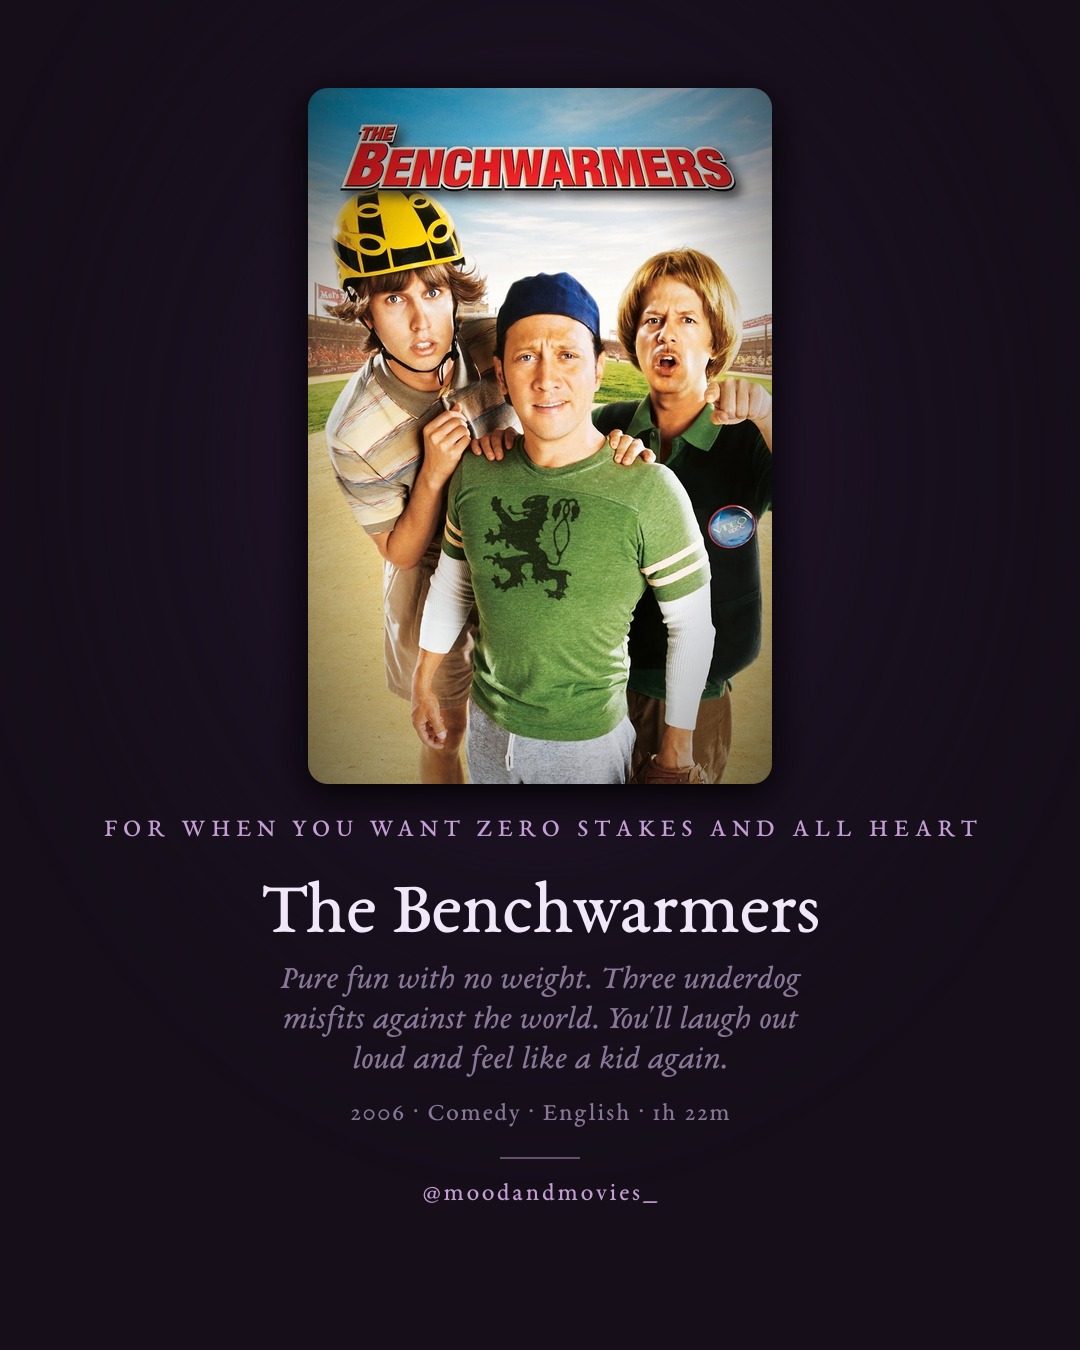 THE
BENCHWARMERS
FOR WHEN YOU WANT ZERO STAKES AND ALL HEART
The Benchwarmers
Pure fun with no weight. Three underdog
misfits against the world. You'll laugh out
loud and feel like a kid again.
2006 · Comedy · English · 1h 22m
@moodandmovies_